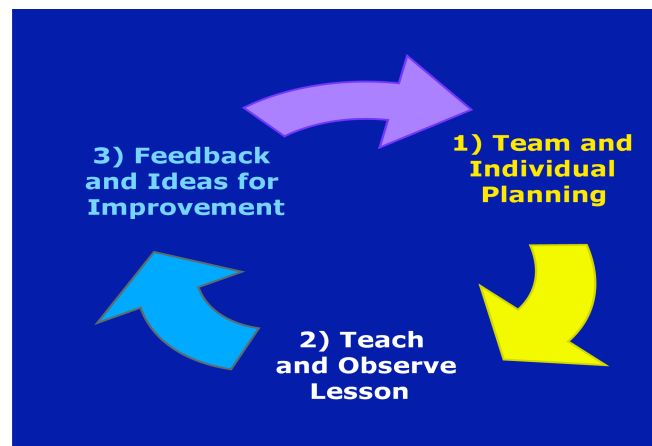 1) Team and
Individual
Planning
2) Teach
and Observe
Lesson
3) Feedback
and Ideas for
Improvement